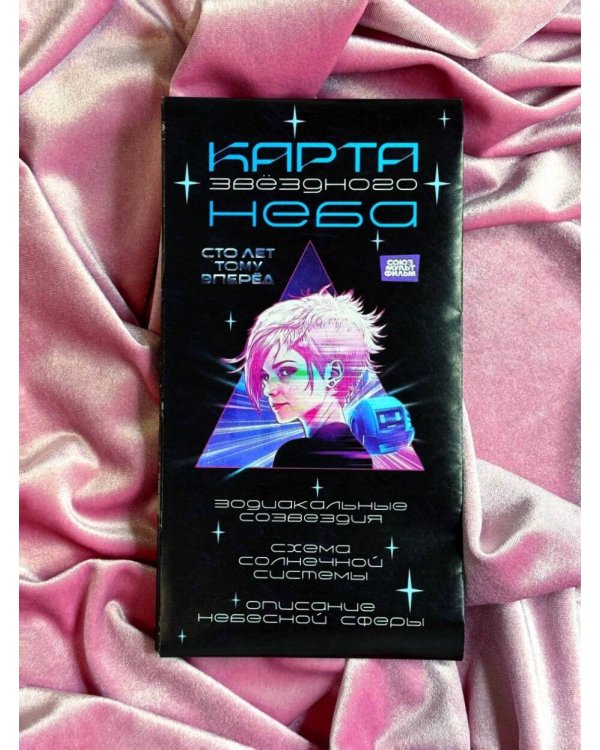 КАРТА
ЗВЁЗДНОГО
НЕБА
СТО ЛЕТ
ТОМУ
ВПЕРЁД
СОЮЗ
МУЛЬТ
ФИЛЬМ
ЗОДИАКАЛЬНЫЕ
СОЗВЕЗДИЯ
СХЕМА
СОЛНЕЧНОЙ
СИСТЕМЫ
ОПИСАНИЕ
НЕБЕСНОЙ СФЕРЫ